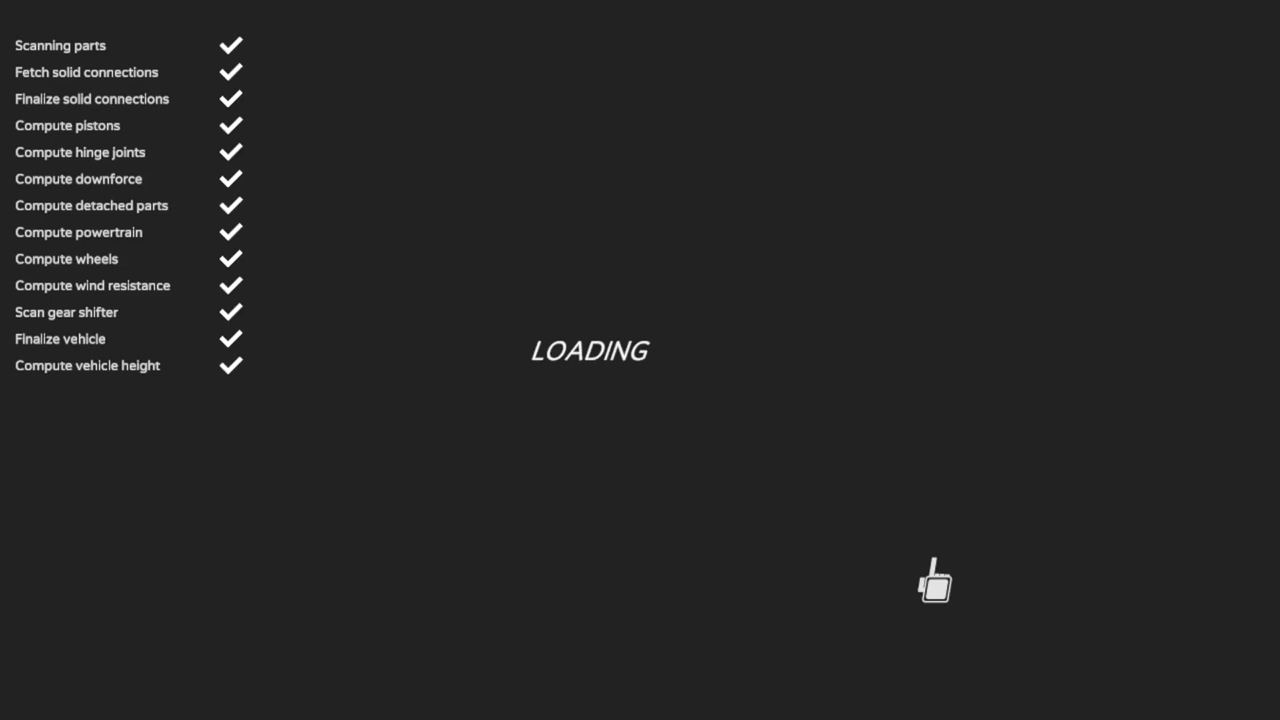 Scanning parts
Fetch solid connections
Finalize solid connections
Compute pistons
Compute hinge joints
Compute downforce
Compute detached parts
Compute powertrain
Compute wheels
Compute wind resistance
Scan gear shifter
Finalize vehicle
Compute vehicle height
LOADING